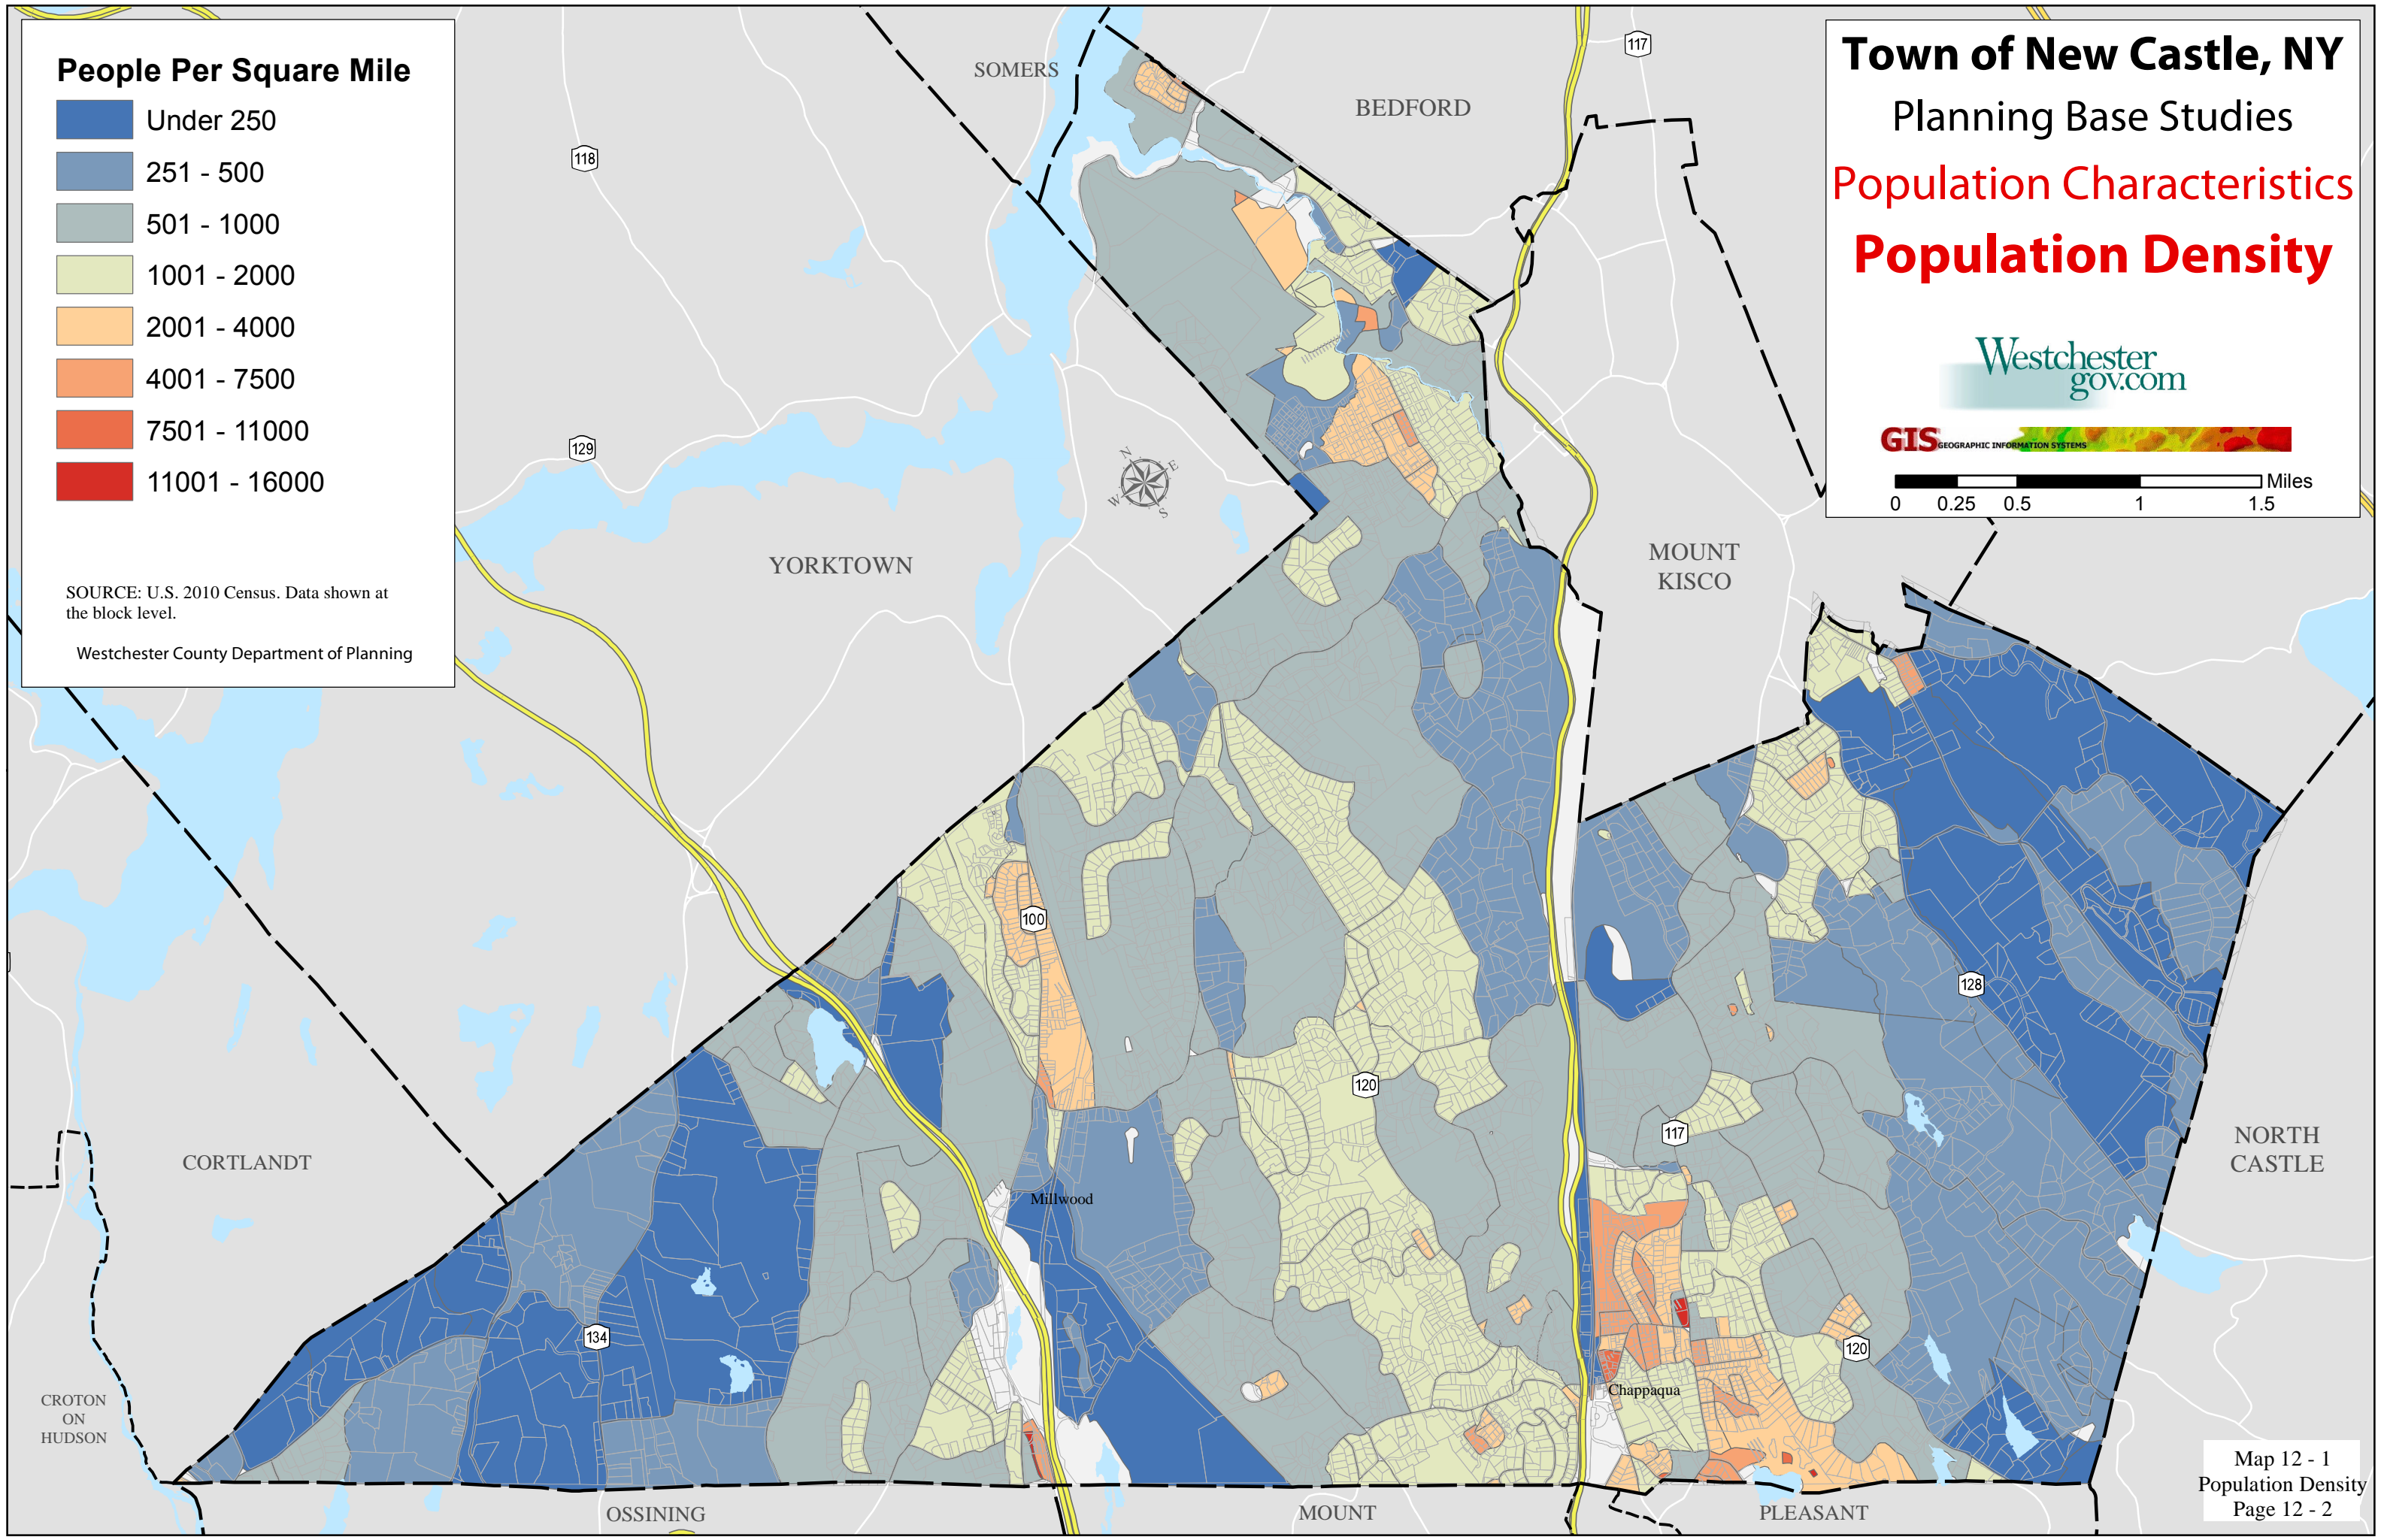 People Per Square Mile
Under 250
251 - 500
501 - 1000
1001 - 2000
2001 - 4000
4001 - 7500
7501 - 11000
11001 - 16000
SOURCE: U.S. 2010 Census. Data shown at
the block level.
Westchester County Department of Planning
Town of New Castle, NY
Planning Base Studies
Population Characteristics
Population Density
Westchester
gov.com
GIS GEOGRAPHIC INFORMATION SYSTEMS
Miles
0 0.25 0.5 1 1.5
SOMERS
BEDFORD
117
118
129
N
E
W
S
YORKTOWN
MOUNT
KISCO
100
128
120
117
CORTLANDT
NORTH
CASTLE
Millwood
134
120
Chappaqua
CROTON
ON
HUDSON
OSSINING
MOUNT
PLEASANT
Map 12 - 1
Population Density
Page 12 - 2